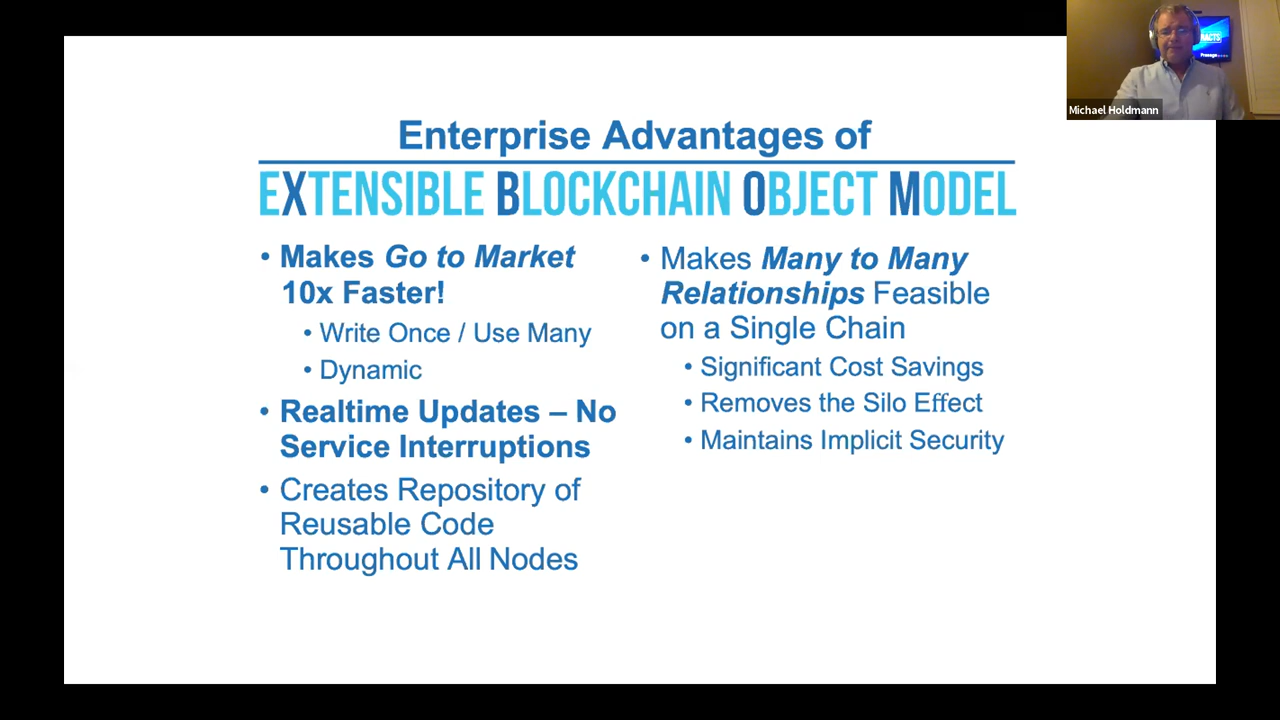 Enterprise Advantages of
EXTENSIBLE BLOCKCHAIN OBJECT MODEL
• Makes Go to Market
10x Faster!
• Write Once / Use Many
• Dynamic
• Realtime Updates – No
Service Interruptions
• Creates Repository of
Reusable Code
Throughout All Nodes
• Makes Many to Many
Relationships Feasible
on a Single Chain
• Significant Cost Savings
• Removes the Silo Effect
• Maintains Implicit Security
Michael Holdmann